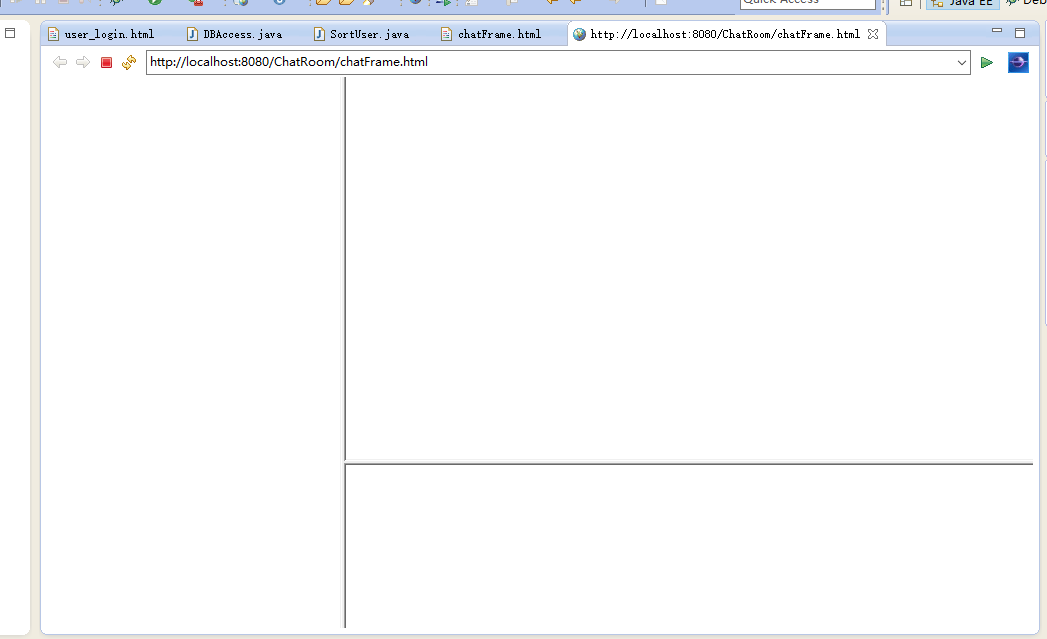 Quick Access
Java EE
Deb
user_login.html
DBAccess.java
SortUser.java
chatFrame.html
http://localhost:8080/ChatRoom/chatFrame.html
http://localhost:8080/ChatRoom/chatFrame.html